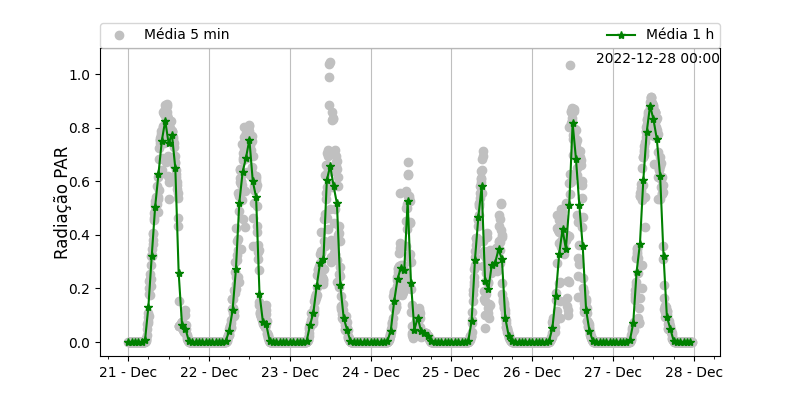 Média 5 min
Média 1 h
2022-12-28 00:00
Radiação PAR
1.0
0.8
0.6
0.4
0.2
0.0
21 - Dec
22 - Dec
23 - Dec
24 - Dec
25 - Dec
26 - Dec
27 - Dec
28 - Dec